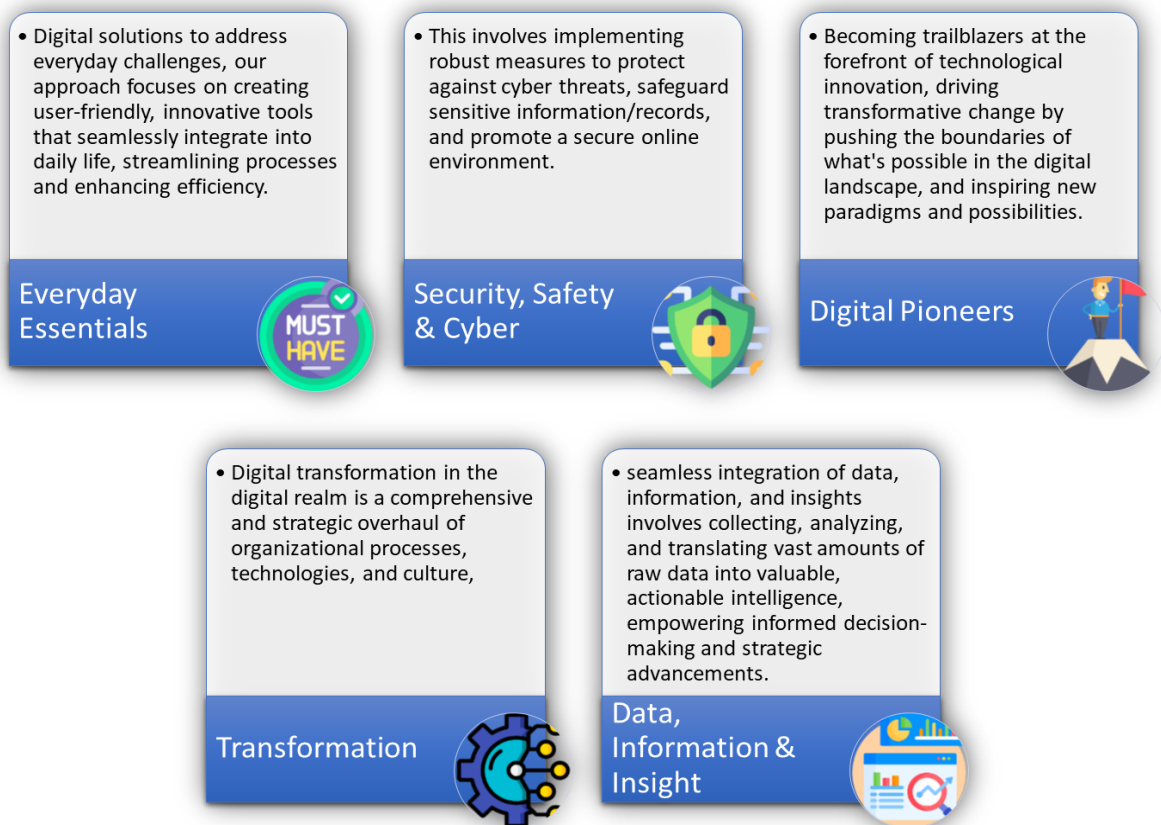 • Digital solutions to address
everyday challenges, our
approach focuses on creating
user-friendly, innovative tools
that seamlessly integrate into
daily life, streamlining processes
and enhancing efficiency.
Everyday
Essentials
MUST
HAVE
• This involves implementing
robust measures to protect
against cyber threats, safeguard
sensitive information/records,
and promote a secure online
environment.
Security, Safety
& Cyber
• Becoming trailblazers at the
forefront of technological
innovation, driving
transformative change by
pushing the boundaries of
what's possible in the digital
landscape, and inspiring new
paradigms and possibilities.
Digital Pioneers
• Digital transformation in the
digital realm is a comprehensive
and strategic overhaul of
organizational processes,
technologies, and culture,
Transformation
• seamless integration of data,
information, and insights
involves collecting, analyzing,
and translating vast amounts of
raw data into valuable,
actionable intelligence,
empowering informed decision-
making and strategic
advancements.
Data,
Information &
Insight